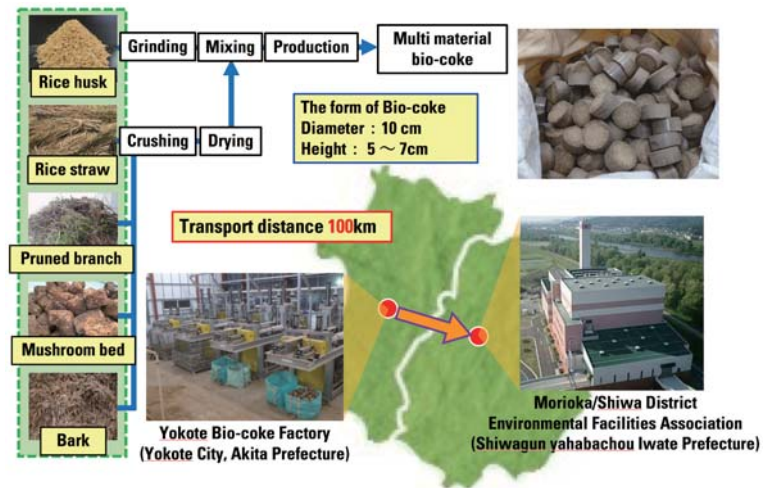 Rice husk
Grinding
Mixing
Production
Multi material
bio-coke
Rice straw
Crushing
Drying
The form of Bio-coke
Diameter : 10 cm
Height : 5 ～ 7cm
Pruned branch
Transport distance 100km
Mushroom bed
Bark
Yokote Bio-coke Factory
(Yokote City, Akita Prefecture)
Morioka/Shiwa District
Environmental Facilities Association
(Shiwagun yahabachou Iwate Prefecture)